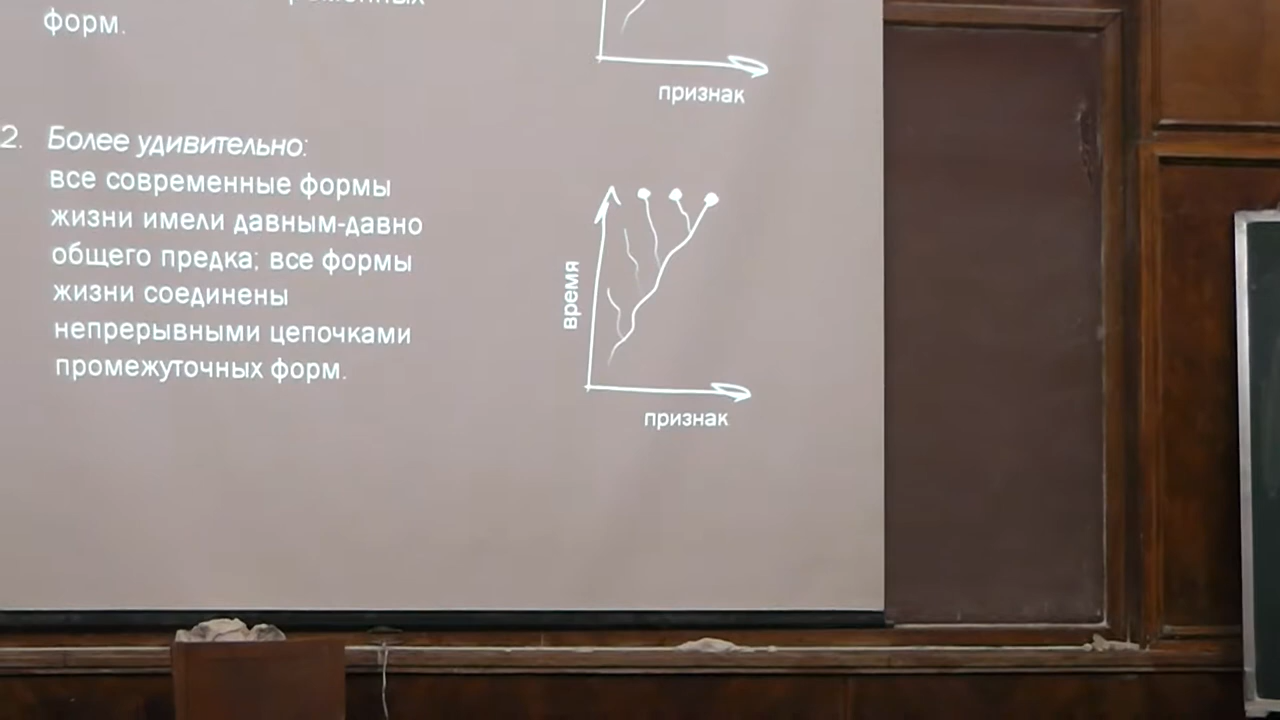 форм.
признак
2. Более удивительно:
все современные формы
жизни имели давным-давно
общего предка; все формы
жизни соединены
непрерывными цепочками
промежуточных форм.
время
признак